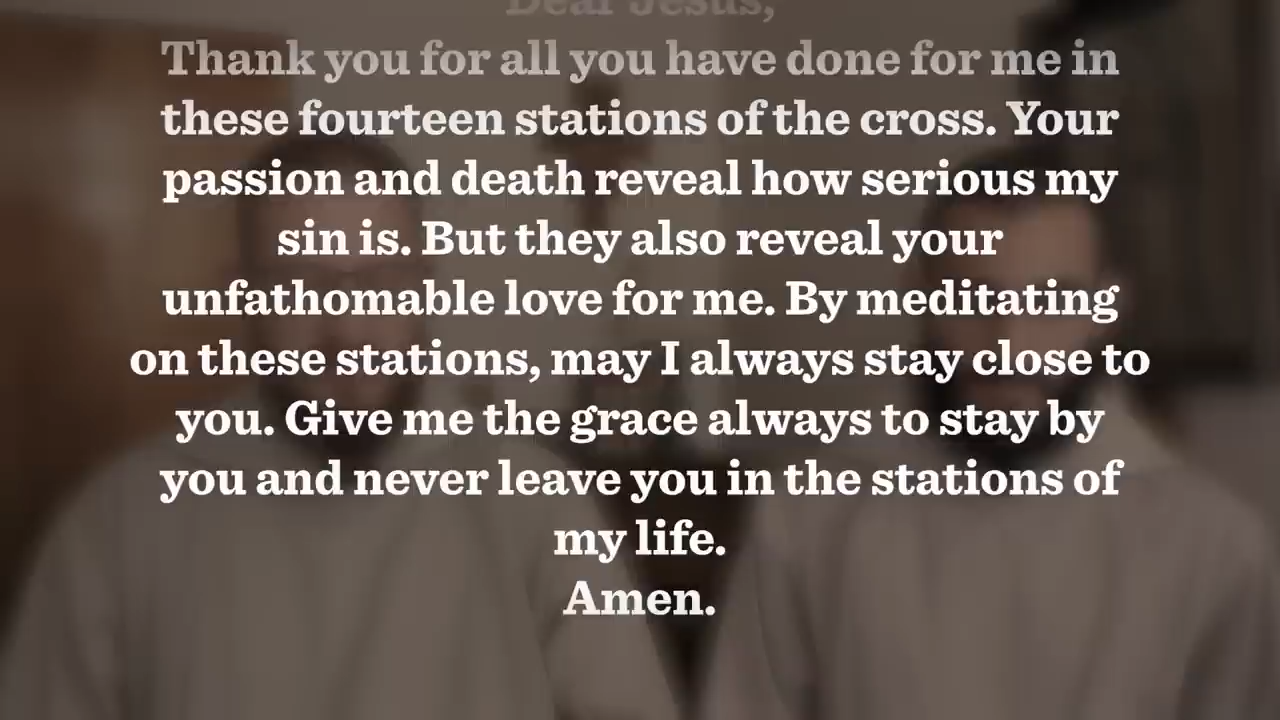 Dear Jesus,
Thank you for all you have done for me in
these fourteen stations of the cross. Your
passion and death reveal how serious my
sin is. But they also reveal your
unfathomable love for me. By meditating
on these stations, may I always stay close to
you. Give me the grace always to stay by
you and never leave you in the stations of
my life.
Amen.